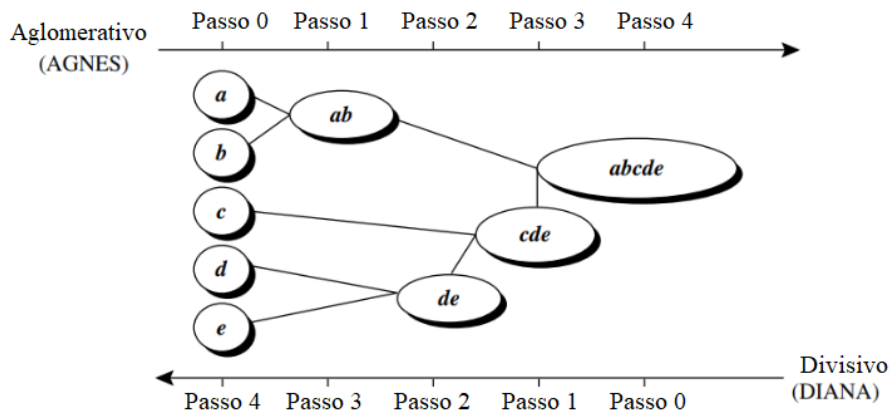 Passo 0 Passo 1 Passo 2 Passo 3 Passo 4
Aglomerativo
(AGNES)
a
ab
b
abcde
c
cde
d
de
e
Divisivo
(DIANA)
Passo 4 Passo 3 Passo 2 Passo 1 Passo 0